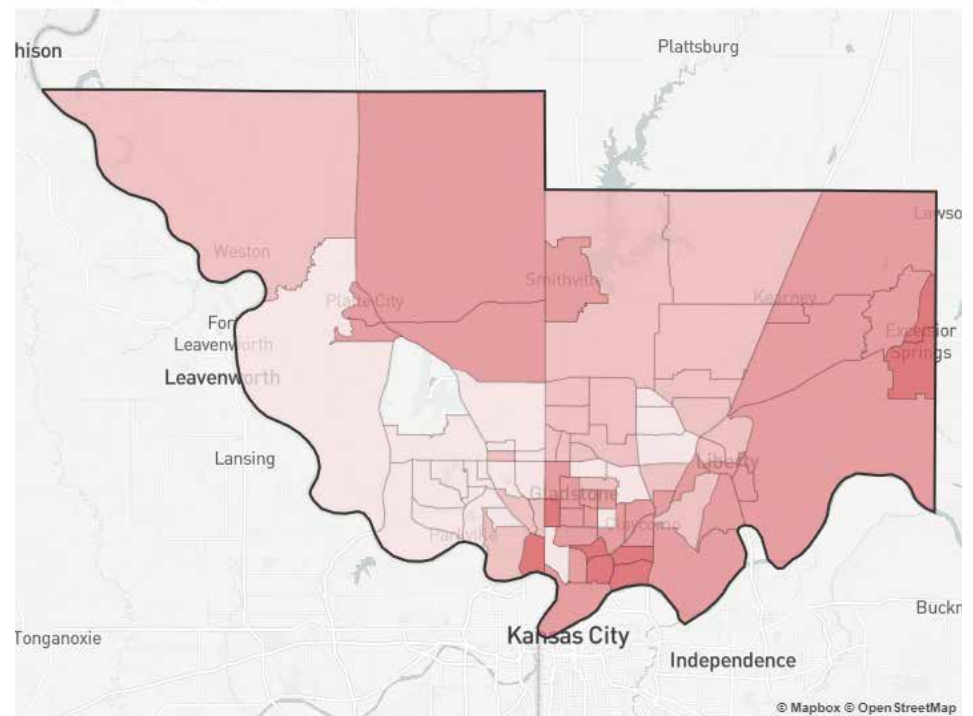 hison
Plattsburg
Lawso
Weston
Smithville
Platte City
Kearney
Fort
Leavenworth
Excelsior
Springs
Leavenworth
Lansing
Liberty
Gladstone
Claycomo
Parkville
Buckn
Tonganoxie
Kansas City
Independence
© Mapbox © OpenStreetMap